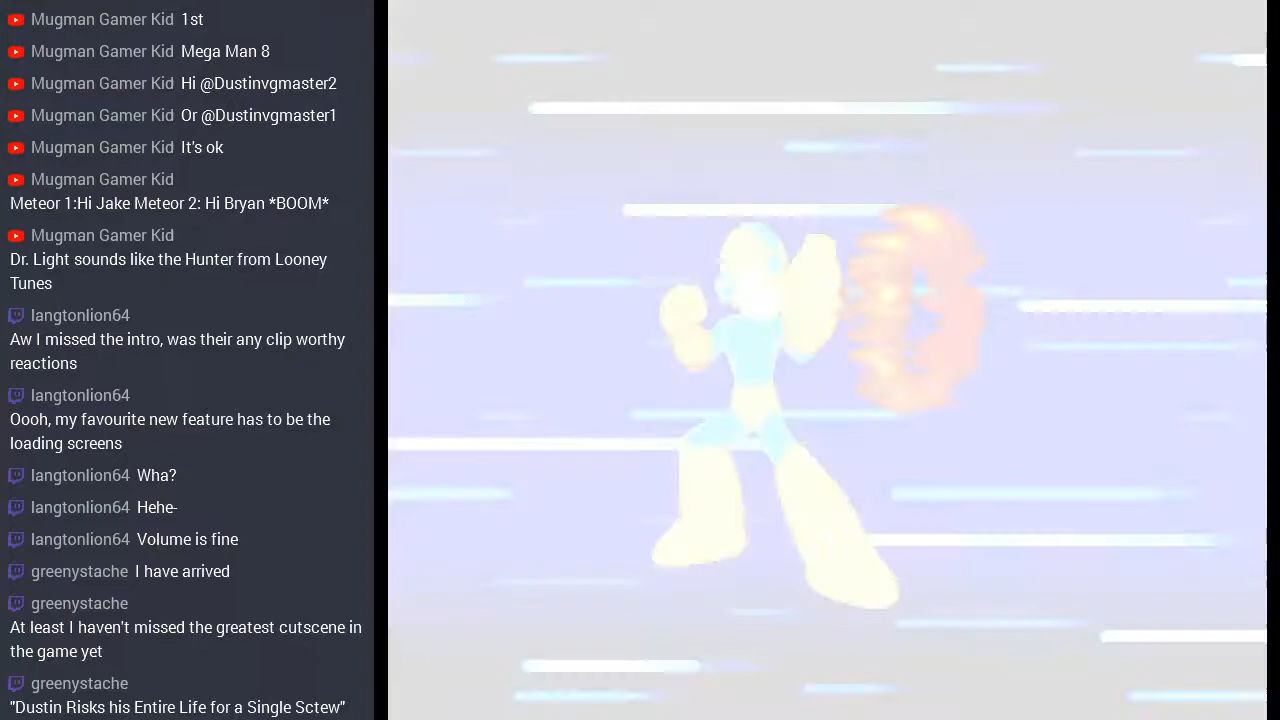 Mugman Gamer Kid 1st
Mugman Gamer Kid Mega Man 8
Mugman Gamer Kid Hi @Dustinvgmaster2
Mugman Gamer Kid Or @Dustinvgmaster1
Mugman Gamer Kid It's ok
Mugman Gamer Kid
Meteor 1:Hi Jake Meteor 2: Hi Bryan *BOOM*
Mugman Gamer Kid
Dr. Light sounds like the Hunter from Looney
Tunes
langtonlion64
Aw I missed the intro, was their any clip worthy
reactions
langtonlion64
Oooh, my favourite new feature has to be the
loading screens
langtonlion64 Wha?
langtonlion64 Hehe-
langtonlion64 Volume is fine
greenystache I have arrived
greenystache
At least I haven't missed the greatest cutscene in
the game yet
greenystache
"Dustin Risks his Entire Life for a Single Sctew"